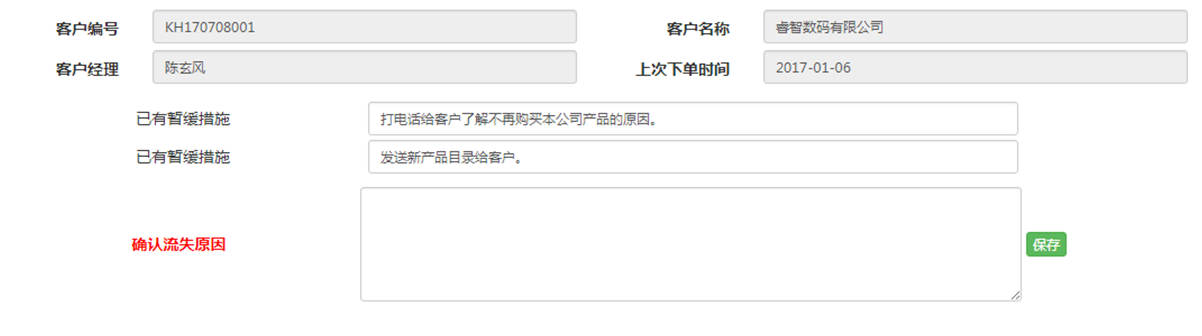 客户编号 KH170708001 客户名称 睿智数码有限公司
客户经理 陈玄风 上次下单时间 2017-01-06
已有暂缓措施 打电话给客户了解不再购买本公司产品的原因。
已有暂缓措施 发送新产品目录给客户。
确认流失原因 保存